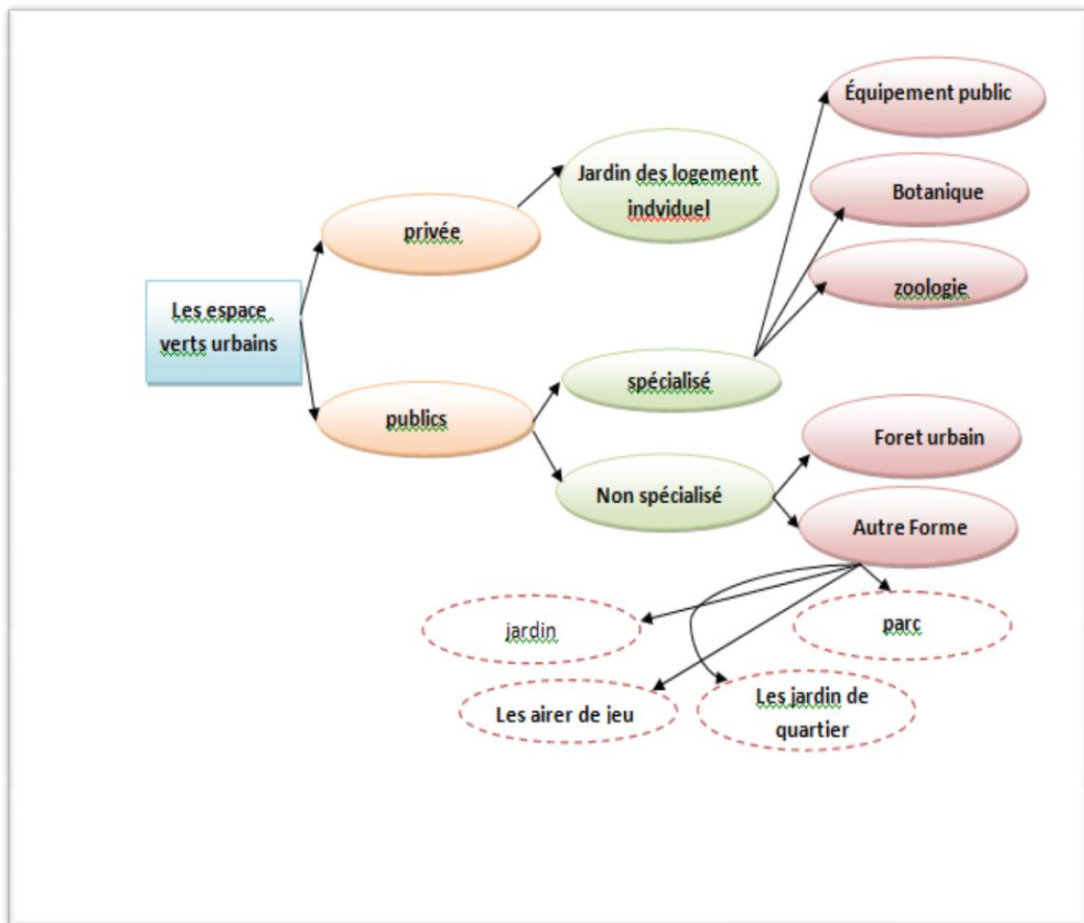 Les espace
verts urbains
privée
publics
Jardin des logement
indviduel
spécialisé
Non spécialisé
Équipement public
Botanique
zoologie
Foret urbain
Autre Forme
jardin
parc
Les airer de jeu
Les jardin de
quartier